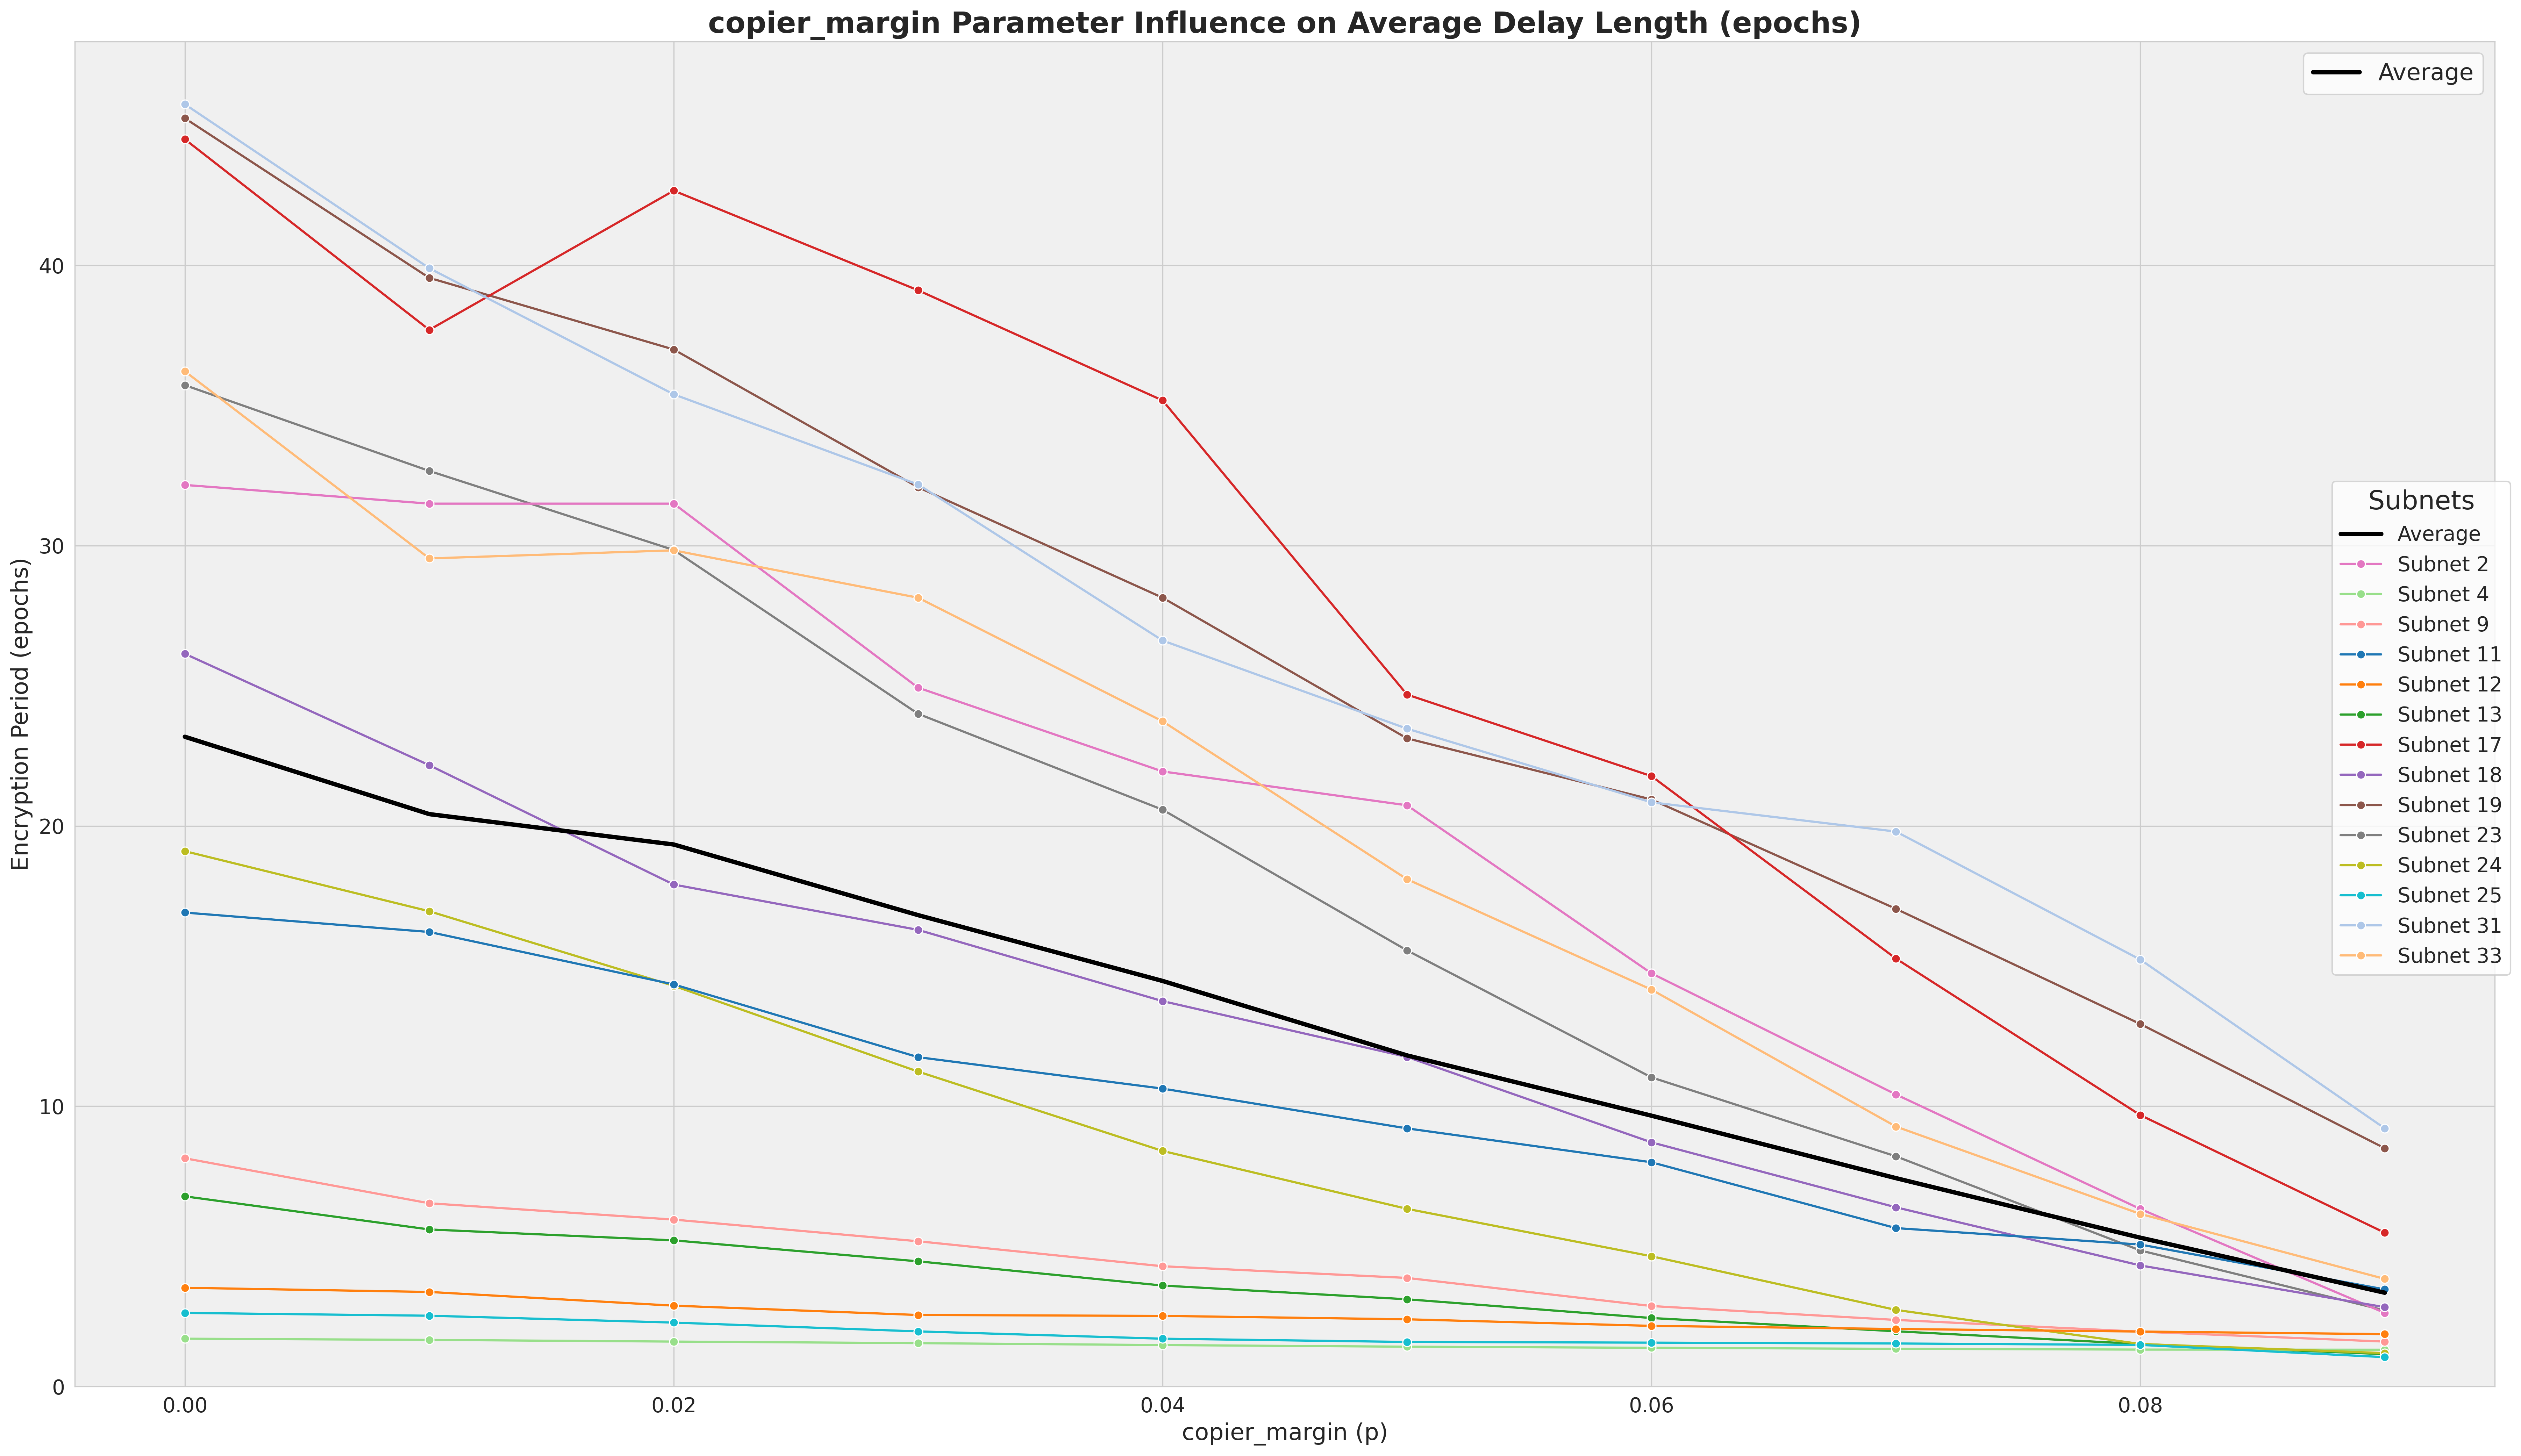 copier_margin Parameter Influence on Average Delay Length (epochs)
Average
Encryption Period (epochs)
40
30
20
10
0
Subnets
Average
Subnet 2
Subnet 4
Subnet 9
Subnet 11
Subnet 12
Subnet 13
Subnet 17
Subnet 18
Subnet 19
Subnet 23
Subnet 24
Subnet 25
Subnet 31
Subnet 33
0.00 0.02 0.04 0.06 0.08
copier_margin (p)